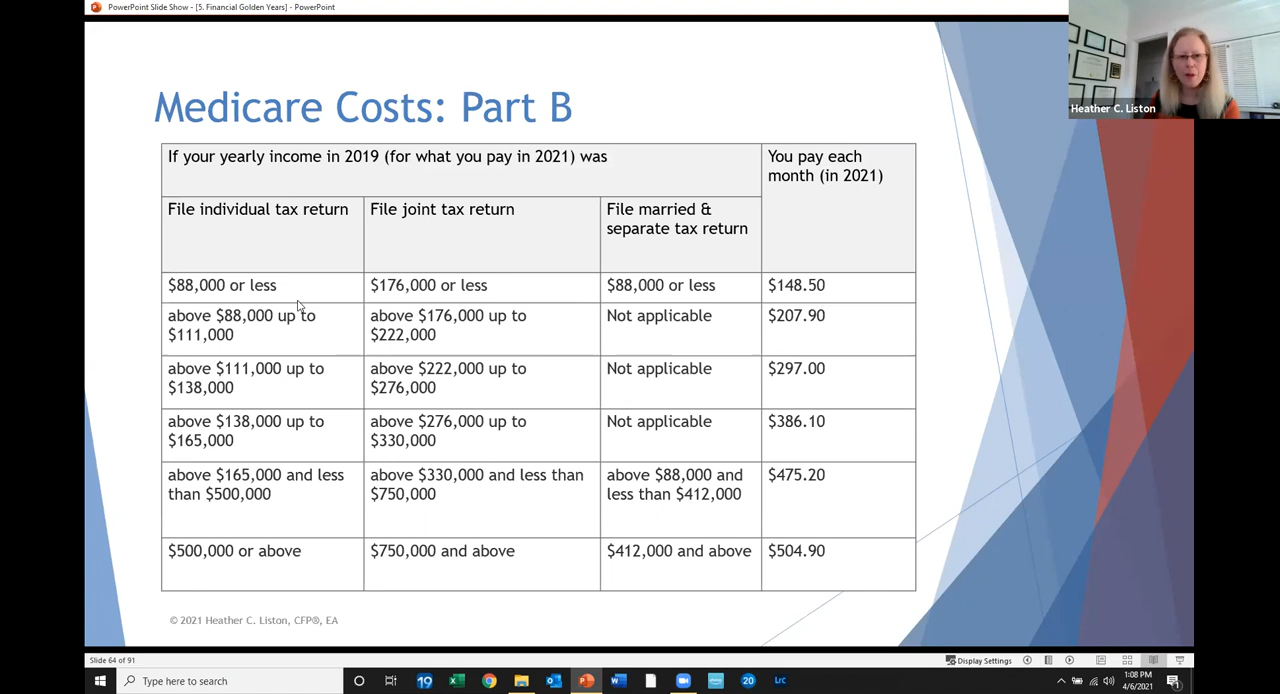 PowerPoint Slide Show - [5. Financial Golden Years] - PowerPoint
Heather C. Liston
Medicare Costs: Part B
If your yearly income in 2019 (for what you pay in 2021) was
You pay each
month (in 2021)
File individual tax return
File joint tax return
File married &
separate tax return
$88,000 or less
$176,000 or less
$88,000 or less
$148.50
above $88,000 up to
$111,000
above $176,000 up to
$222,000
Not applicable
$207.90
above $111,000 up to
$138,000
above $222,000 up to
$276,000
Not applicable
$297.00
above $138,000 up to
$165,000
above $276,000 up to
$330,000
Not applicable
$386.10
above $165,000 and less
than $500,000
above $330,000 and less than
$750,000
above $88,000 and
less than $412,000
$475.20
$500,000 or above
$750,000 and above
$412,000 and above
$504.90
© 2021 Heather C. Liston, CFP®, EA
Slide 64 of 91
Display Settings
Type here to search
19
20
Lrc
1:08 PM
4/6/2021